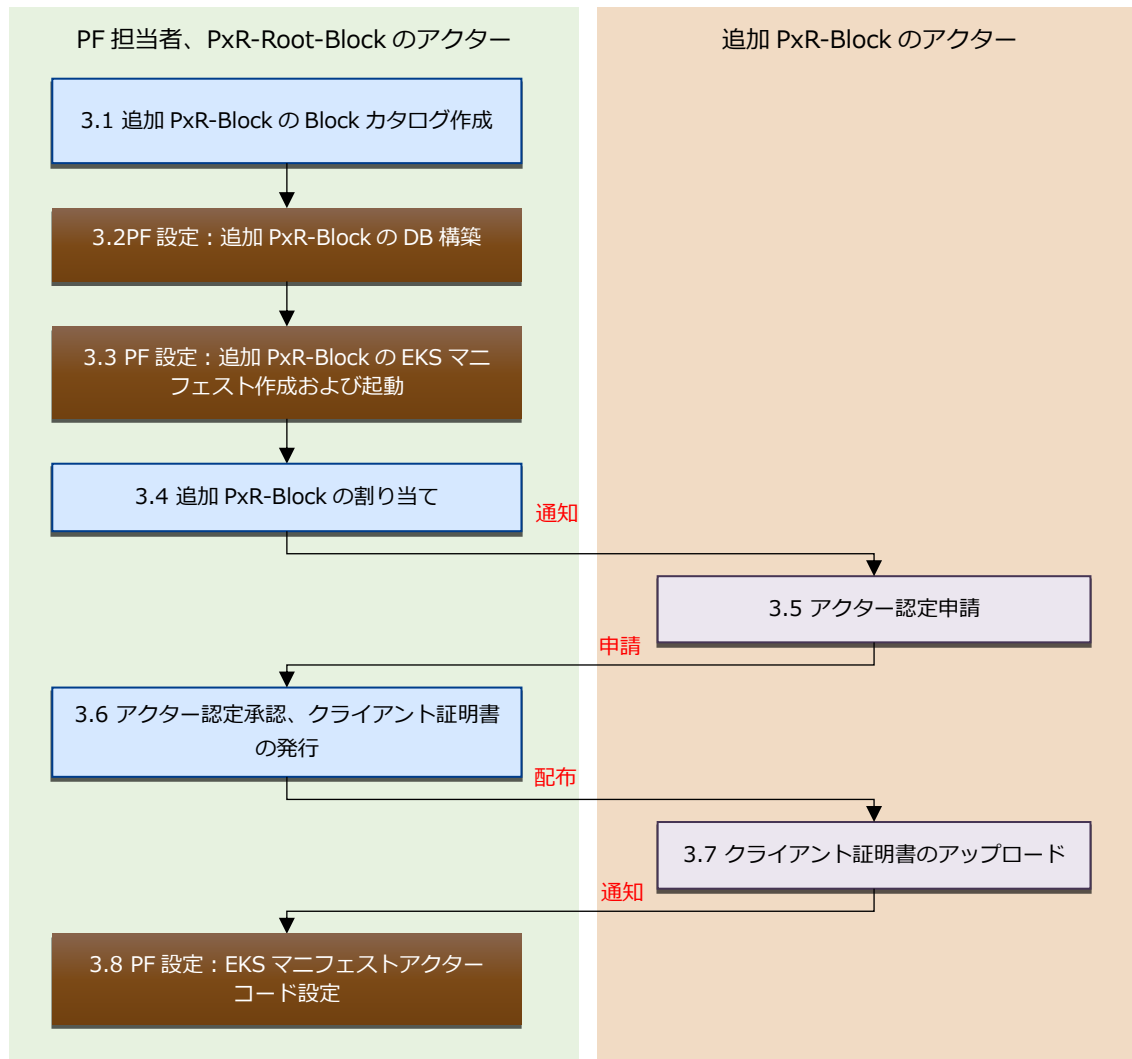 PF 担当者、PxR-Root-Block のアクター
追加 PxR-Block のアクター
3.1 追加 PxR-Block の Block カタログ作成
3.2PF 設定：追加 PxR-Block の DB 構築
3.3 PF 設定：追加 PxR-Block の EKS マニ
フェスト作成および起動
3.4 追加 PxR-Block の割り当て
通知
3.5 アクター認定申請
申請
3.6 アクター認定承認、クライアント証明書
の発行
配布
3.7 クライアント証明書のアップロード
通知
3.8 PF 設定：EKS マニフェストアクター
コード設定